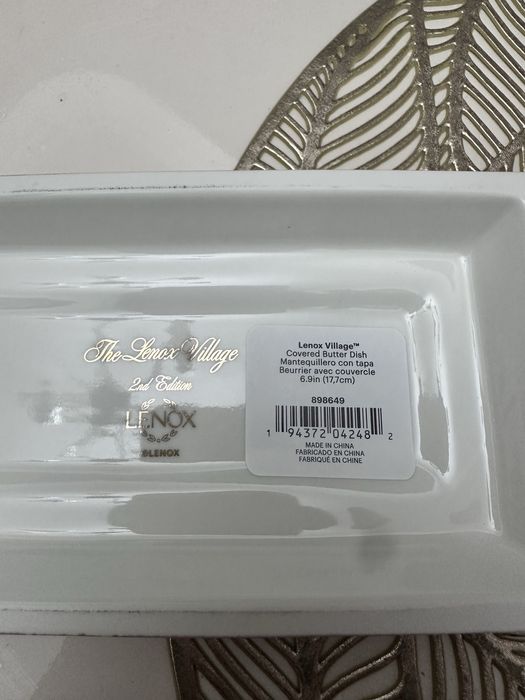 The Lenox Village
2nd Edition
LENOX
©LENOX
Lenox Village™
Covered Butter Dish
Mantequillero con tapa
Beurrier avec couvercle
6.9in (17,7cm)
898649
1 94372 04248 2
MADE IN CHINA
FABRICADO EN CHINA
FABRIQUÉ EN CHINE